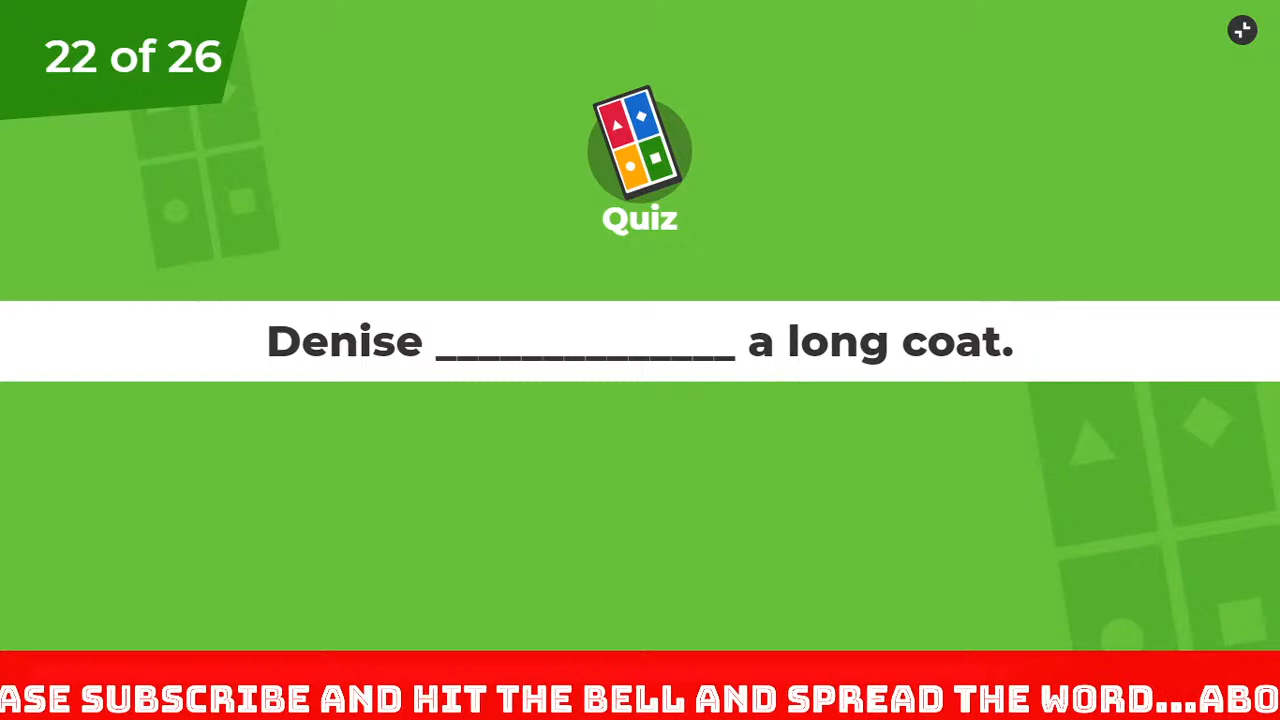 22 of 26
Quiz
Denise ______________ a long coat.
ASE SUBSCRIBE AND HIT THE BELL AND SPREAD THE WORD...ABO